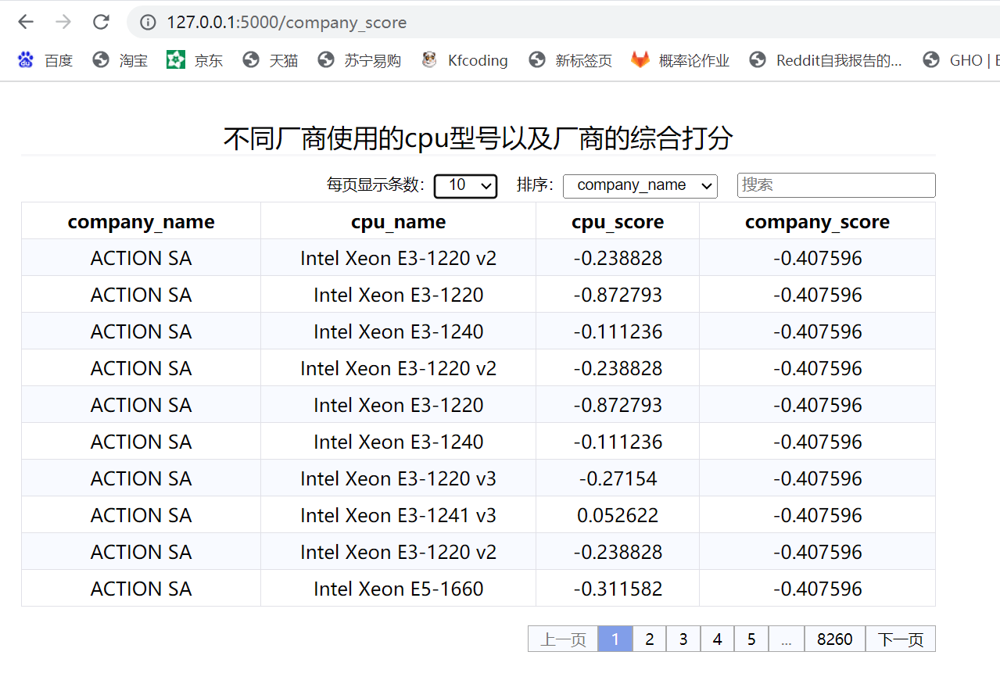 127.0.0.1:5000/company_score
百度 淘宝 京东 天猫 苏宁易购 Kfcoding 新标签页 概率论作业 Reddit自我报告的... GHO |
不同厂商使用的cpu型号以及厂商的综合打分
每页显示条数: 10 排序: company_name 搜索
company_name cpu_name cpu_score company_score
ACTION SA Intel Xeon E3-1220 v2 -0.238828 -0.407596
ACTION SA Intel Xeon E3-1220 -0.872793 -0.407596
ACTION SA Intel Xeon E3-1240 -0.111236 -0.407596
ACTION SA Intel Xeon E3-1220 v2 -0.238828 -0.407596
ACTION SA Intel Xeon E3-1220 -0.872793 -0.407596
ACTION SA Intel Xeon E3-1240 -0.111236 -0.407596
ACTION SA Intel Xeon E3-1220 v3 -0.27154 -0.407596
ACTION SA Intel Xeon E3-1241 v3 0.052622 -0.407596
ACTION SA Intel Xeon E3-1220 v2 -0.238828 -0.407596
ACTION SA Intel Xeon E5-1660 -0.311582 -0.407596
上一页 1 2 3 4 5 ... 8260 下一页